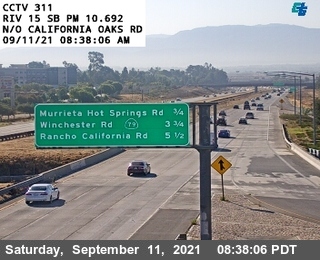 CCTV 311
RIV 15 SB PM 10.692
N/O CALIFORNIA OAKS RD
09/11/21 08:38:06 AM
Murrieta Hot Springs Rd 3/4
Winchester Rd 79 3 3/4
Rancho California Rd 5 1/2
Saturday, September 11, 2021 08:38:06 PDT